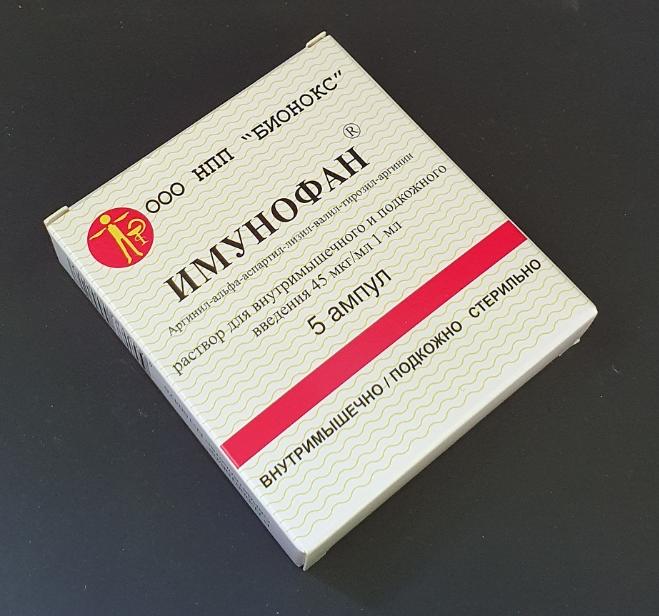 ООО НПП "БИОНОКС"
ИМУНОФАН®
Аргинил-альфа-аспартил-лизил-валил-тирозил-аргинин
раствор для внутримышечного и подкожного
введения 45 мкг/мл 1 мл
5 ампул
ВНУТРИМЫШЕЧНО / ПОДКОЖНО СТЕРИЛЬНО